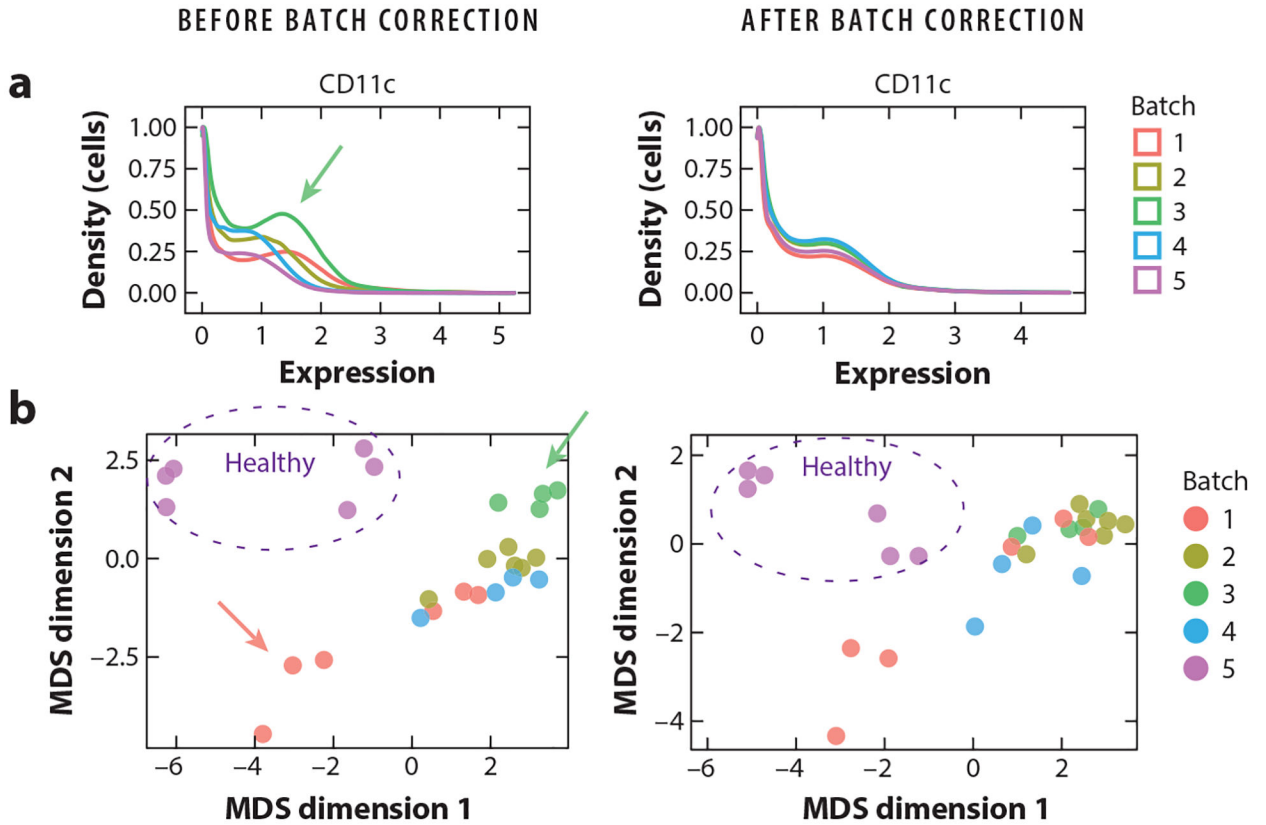 BEFORE BATCH CORRECTION
AFTER BATCH CORRECTION
a
CD11c
Density (cells)
1.00
0.75
0.50
0.25
0.00
0 1 2 3 4 5
Expression
CD11c
Density (cells)
1.00
0.75
0.50
0.25
0.00
0 1 2 3 4
Expression
Batch
1
2
3
4
5
b
Healthy
MDS dimension 2
2.5
0.0
−2.5
−6 −4 −2 0 2
MDS dimension 1
Healthy
MDS dimension 2
2
0
−2
−4
−6 −4 −2 0 2
MDS dimension 1
Batch
1
2
3
4
5